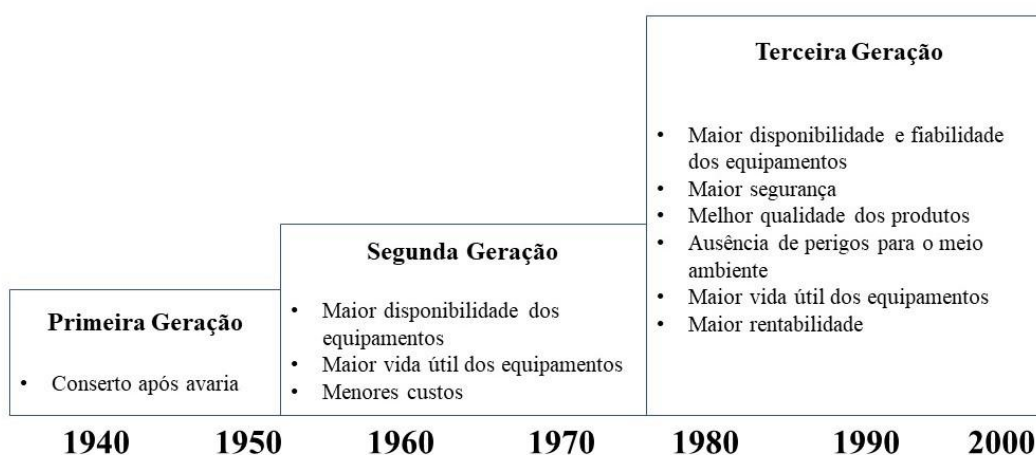 Primeira Geração
• Conserto após avaria
Segunda Geração
• Maior disponibilidade dos
equipamentos
• Maior vida útil dos equipamentos
• Menores custos
Terceira Geração
• Maior disponibilidade e fiabilidade
dos equipamentos
• Maior segurança
• Melhor qualidade dos produtos
• Ausência de perigos para o meio
ambiente
• Maior vida útil dos equipamentos
• Maior rentabilidade
1940 1950 1960 1970 1980 1990 2000